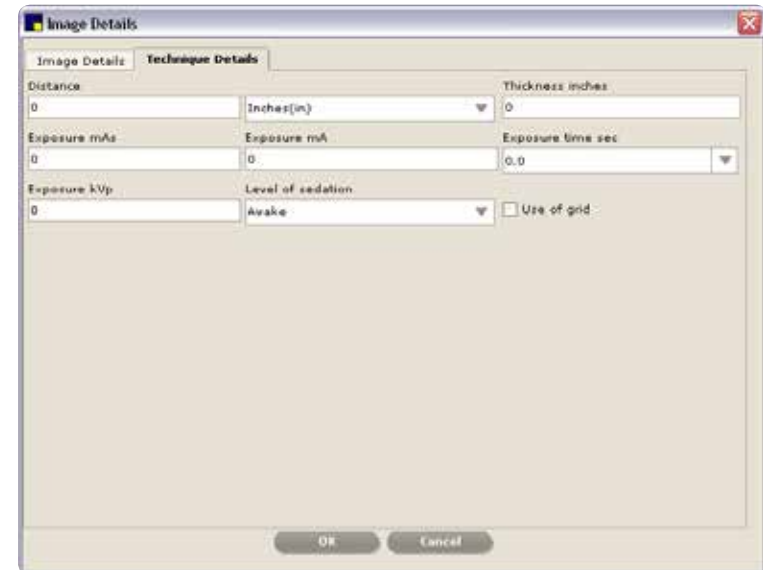 Image Details
Image Details Technique Details
Distance Thickness inches
0 Inches(in) 0
Exposure mAs Exposure mA Exposure time sec
0 0 0.0
Exposure kVp Level of sedation
0 Awake Use of grid
OK Cancel